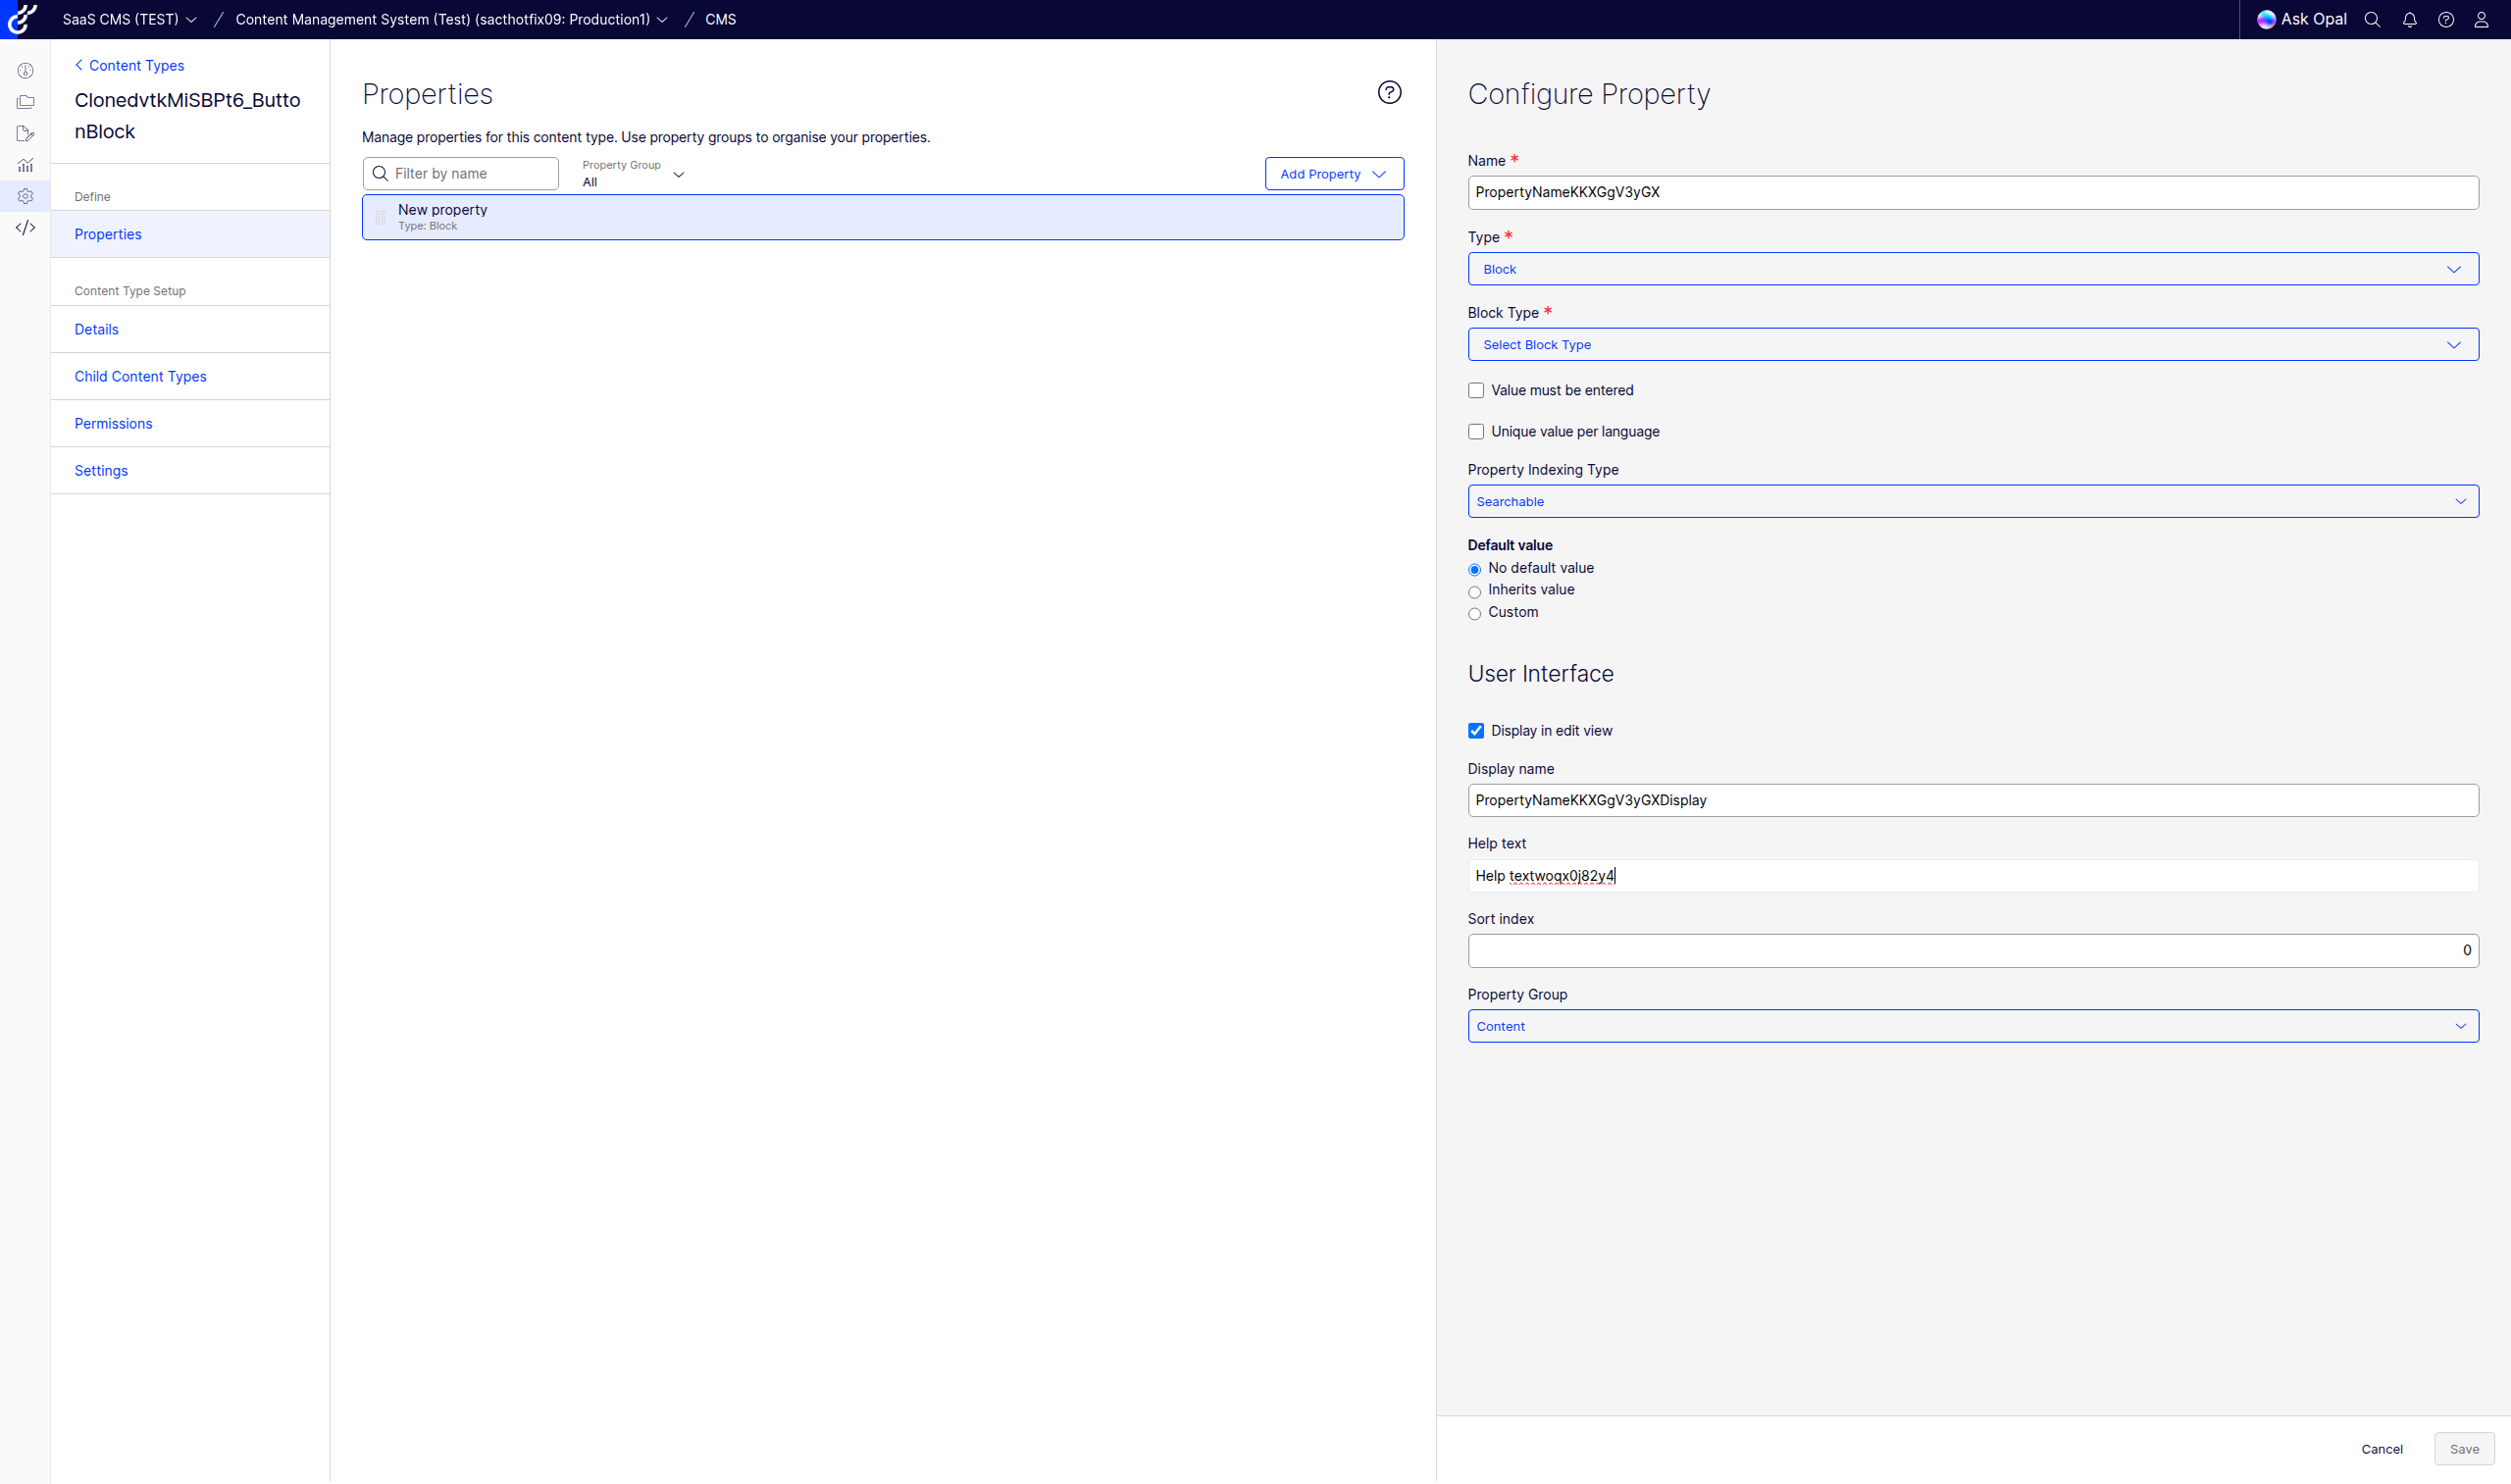 SaaS CMS (TEST) / Content Management System (Test) (sacthotfix09: Production1) / CMS
Ask Opal
Content Types
ClonedvtkMiSBPt6_Butto
nBlock
Define
Properties
Content Type Setup
Details
Child Content Types
Permissions
Settings
Properties
Manage properties for this content type. Use property groups to organise your properties.
Filter by name
Property Group
All
Add Property
New property
Type: Block
Configure Property
Name *
PropertyNameKKXGgV3yGX
Type *
Block
Block Type *
Select Block Type
Value must be entered
Unique value per language
Property Indexing Type
Searchable
Default value
No default value
Inherits value
Custom
User Interface
Display in edit view
Display name
PropertyNameKKXGgV3yGXDisplay
Help text
Help textwoqx0j82y4
Sort index
0
Property Group
Content
Cancel
Save